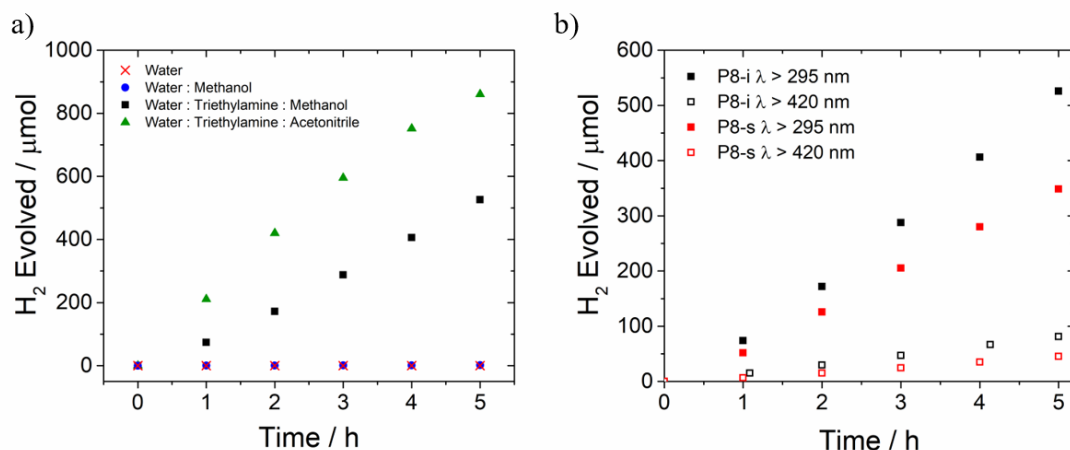 a)
1000
800
600
400
200
0
H₂ Evolved / μmol
Water
Water : Methanol
Water : Triethylamine : Methanol
Water : Triethylamine : Acetonitrile
0 1 2 3 4 5
Time / h
b)
600
500
400
300
200
100
0
H₂ Evolved / μmol
P8-i λ > 295 nm
P8-i λ > 420 nm
P8-s λ > 295 nm
P8-s λ > 420 nm
0 1 2 3 4 5
Time / h